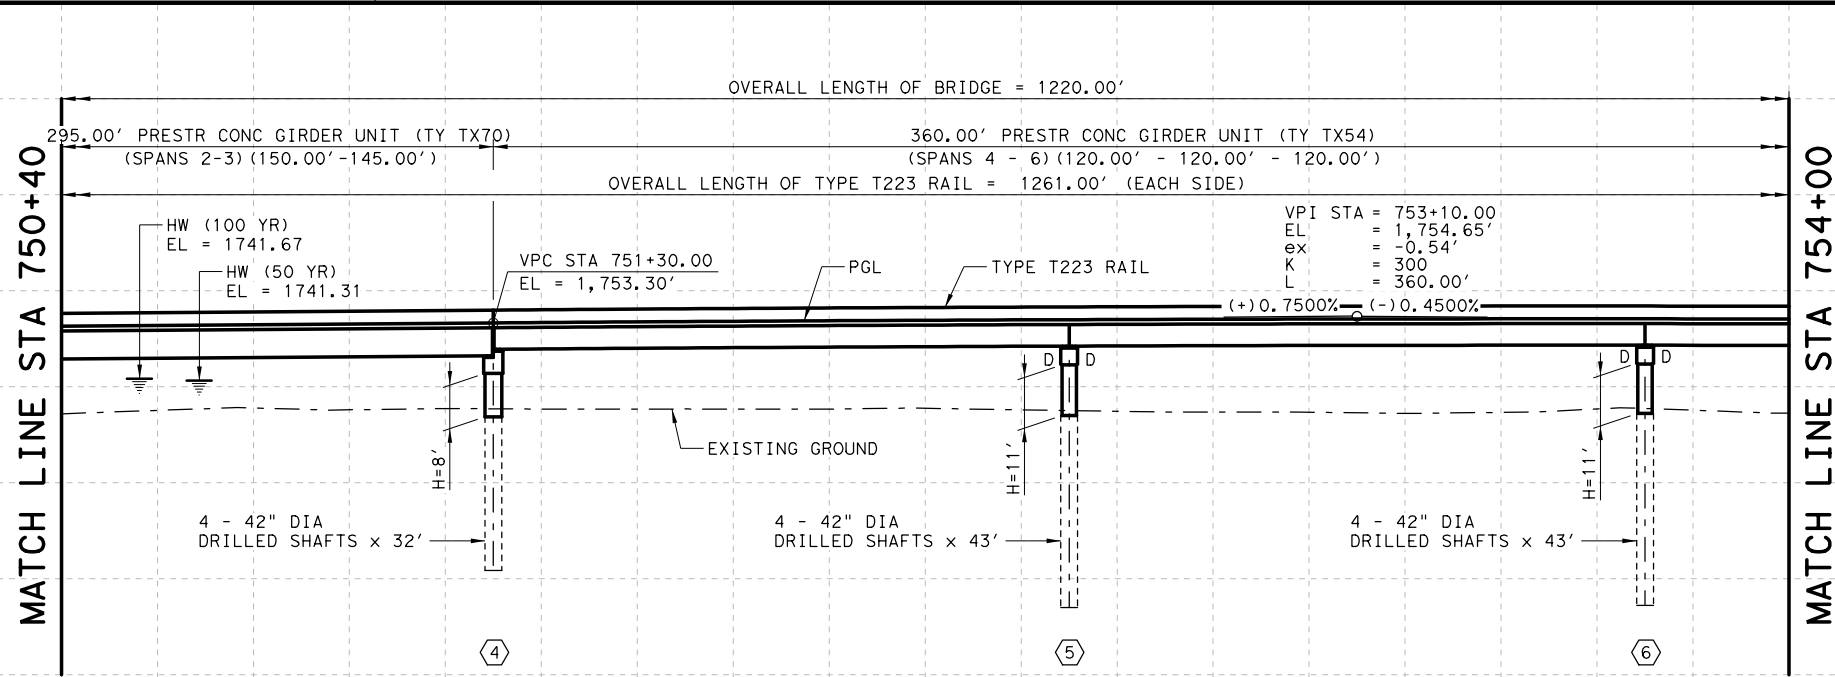 OVERALL LENGTH OF BRIDGE = 1220.00'
295.00' PRESTR CONC GIRDER UNIT (TY TX70)
(SPANS 2-3)(150.00'-145.00')
360.00' PRESTR CONC GIRDER UNIT (TY TX54)
(SPANS 4 - 6)(120.00' - 120.00' - 120.00')
OVERALL LENGTH OF TYPE T223 RAIL = 1261.00' (EACH SIDE)
MATCH LINE STA 750+40
HW (100 YR)
EL = 1741.67
HW (50 YR)
EL = 1741.31
VPC STA 751+30.00
EL = 1,753.30'
PGL
TYPE T223 RAIL
VPI STA = 753+10.00
EL = 1,754.65'
ex = -0.54'
K = 300
L = 360.00'
(+)0.7500%
(-)0.4500%
MATCH LINE STA 754+00
D D
D D
H=8'
H=11'
H=11'
EXISTING GROUND
4 - 42" DIA
DRILLED SHAFTS x 32'
4 - 42" DIA
DRILLED SHAFTS x 43'
4 - 42" DIA
DRILLED SHAFTS x 43'
4
5
6